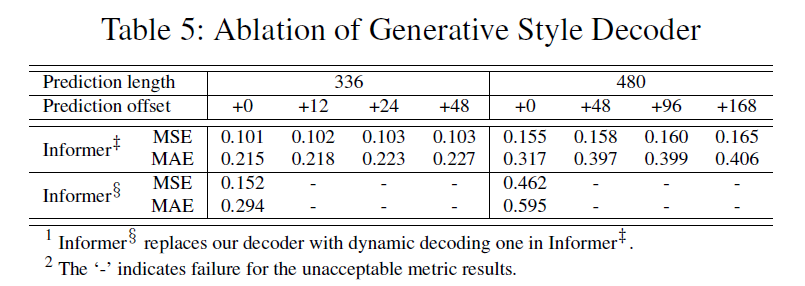 Table 5: Ablation of Generative Style Decoder
Prediction length 336 480
Prediction offset +0 +12 +24 +48 +0 +48 +96 +168
Informer‡ MSE 0.101 0.102 0.103 0.103 0.155 0.158 0.160 0.165
MAE 0.215 0.218 0.223 0.227 0.317 0.397 0.399 0.406
Informer§ MSE 0.152 - - - 0.462 - - -
MAE 0.294 - - - 0.595 - - -
1 Informer§ replaces our decoder with dynamic decoding one in Informer‡.
2 The ‘-’ indicates failure for the unacceptable metric results.